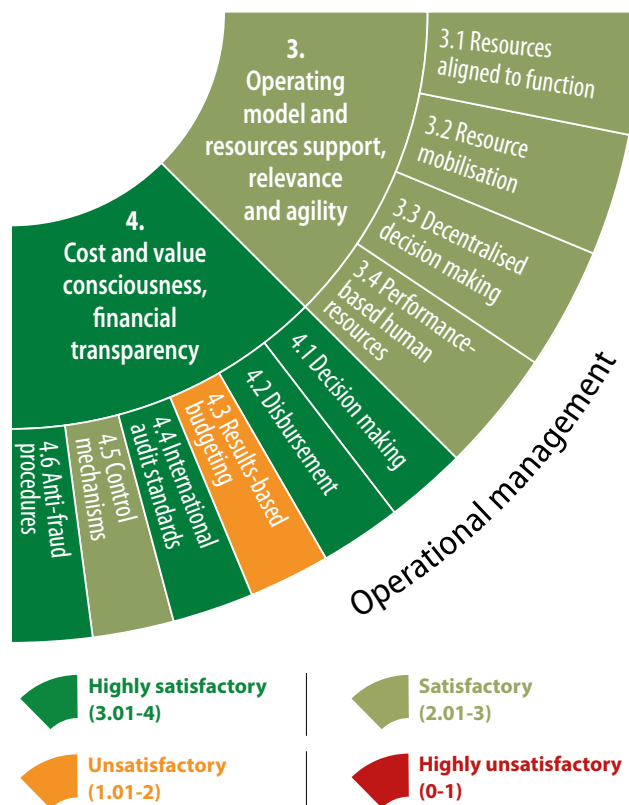 3.
Operating
model and
resources support,
relevance
and agility
3.1 Resources
aligned to function
3.2 Resource
mobilisation
3.3 Decentralised
decision making
3.4 Performance-
based human
resources
4.
Cost and value
consciousness,
financial
transparency
4.1 Decision making
4.2 Disbursement
4.3 Results-based
budgeting
4.4 International
audit standards
4.5 Control
mechanisms
4.6 Anti-fraud
procedures
Operational management
Highly satisfactory
(3.01-4)
Satisfactory
(2.01-3)
Unsatisfactory
(1.01-2)
Highly unsatisfactory
(0-1)